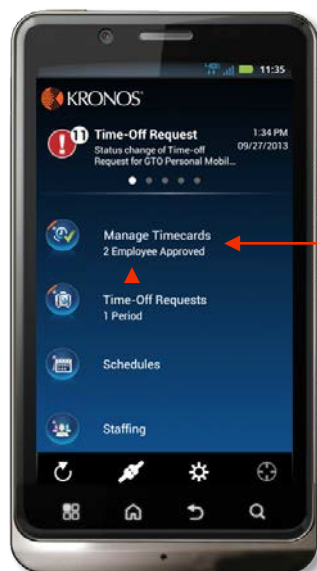 11:35
KRONOS
11
Time-Off Request
1:34 PM
Status change of Time-off
09/27/2013
Request for GTO Personal Mobil...
Manage Timecards
2 Employee Approved
Time-Off Requests
1 Period
Schedules
Staffing